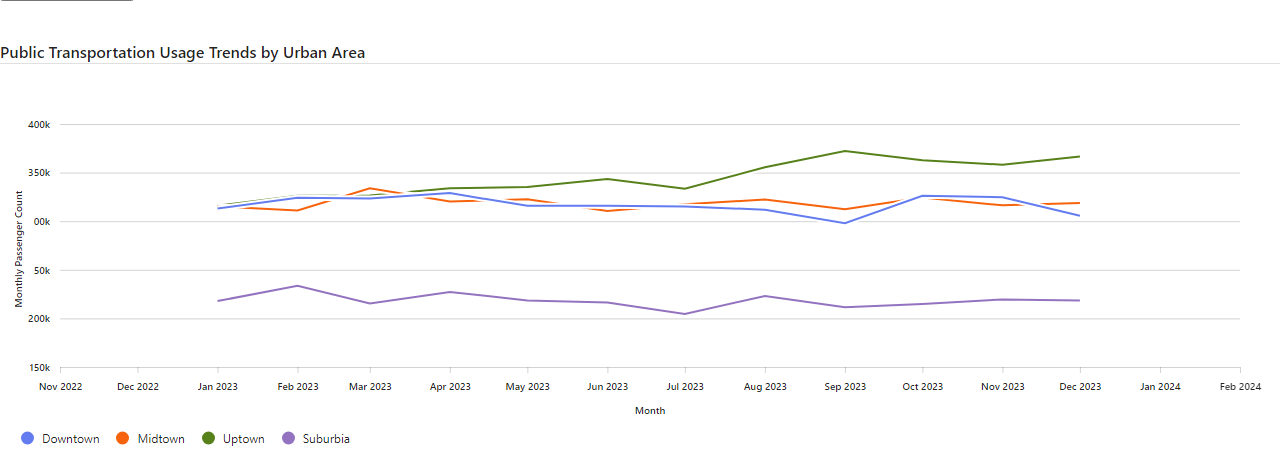 Public Transportation Usage Trends by Urban Area
400k
350k
00k
50k
200k
150k
Monthly Passenger Count
Nov 2022 Dec 2022 Jan 2023 Feb 2023 Mar 2023 Apr 2023 May 2023 Jun 2023 Jul 2023 Aug 2023 Sep 2023 Oct 2023 Nov 2023 Dec 2023 Jan 2024 Feb 2024
Month
Downtown Midtown Uptown Suburbia